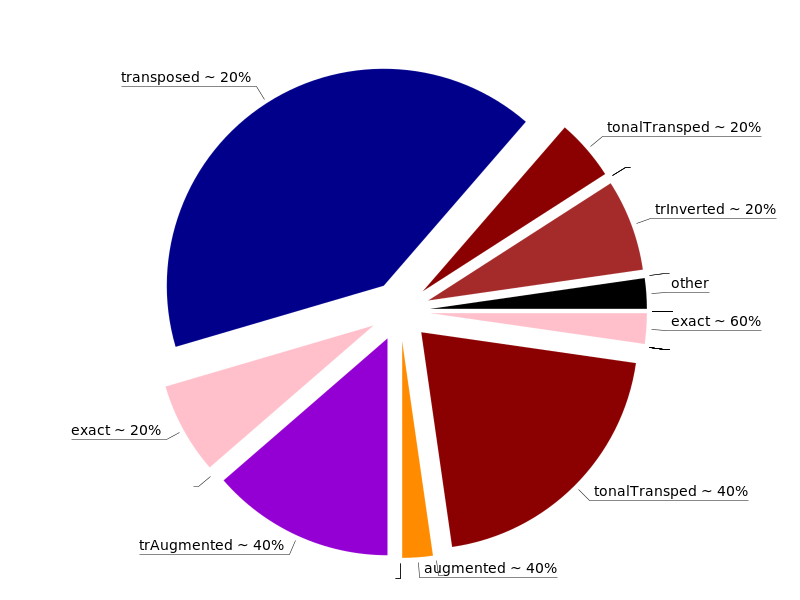 transposed ~ 20%
tonalTransped ~ 20%
trInverted ~ 20%
other
exact ~ 60%
exact ~ 20%
tonalTransped ~ 40%
trAugmented ~ 40%
augmented ~ 40%